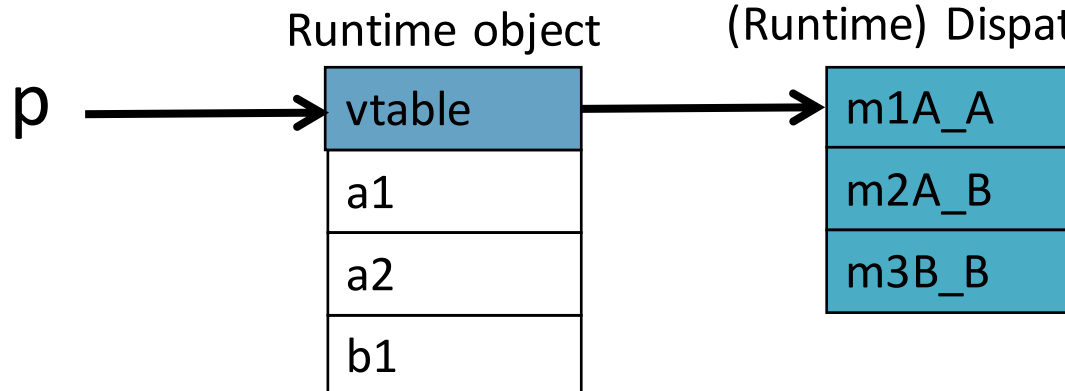 Runtime object
(Runtime) Dispat
p
vtable
m1A_A
a1
m2A_B
a2
m3B_B
b1